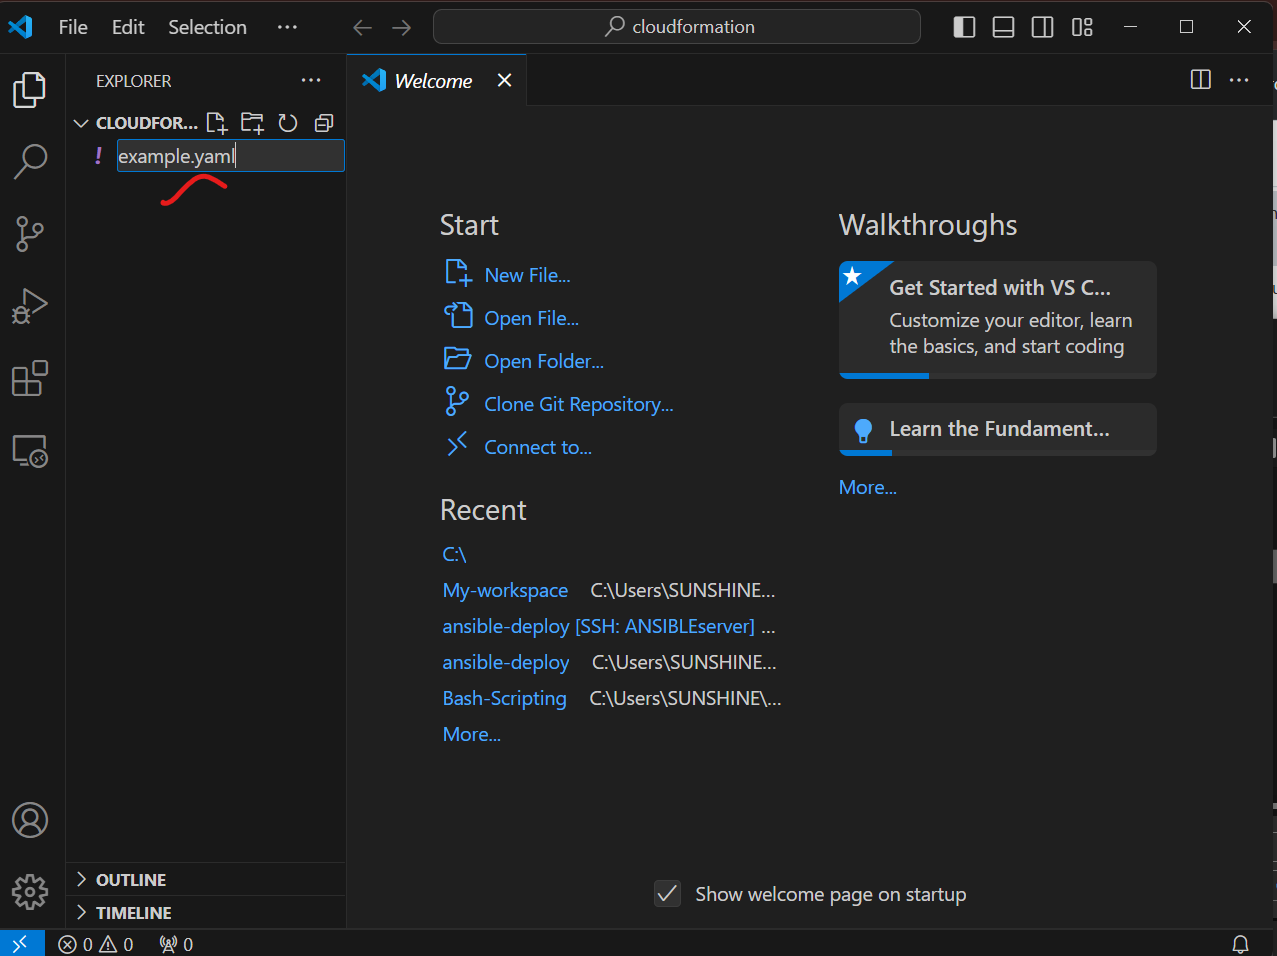 File Edit Selection ··· cloudformation
EXPLORER ···
Welcome
···
CLOUDFOR...
! example.yaml
Start
New File...
Open File...
Open Folder...
Clone Git Repository...
Connect to...
Recent
C:\
My-workspace C:\Users\SUNSHINE...
ansible-deploy [SSH: ANSIBLEserver] ...
ansible-deploy C:\Users\SUNSHINE...
Bash-Scripting C:\Users\SUNSHINE\...
More...
Walkthroughs
Get Started with VS C...
Customize your editor, learn
the basics, and start coding
Learn the Fundament...
More...
Show welcome page on startup
OUTLINE
TIMELINE
0 0 0